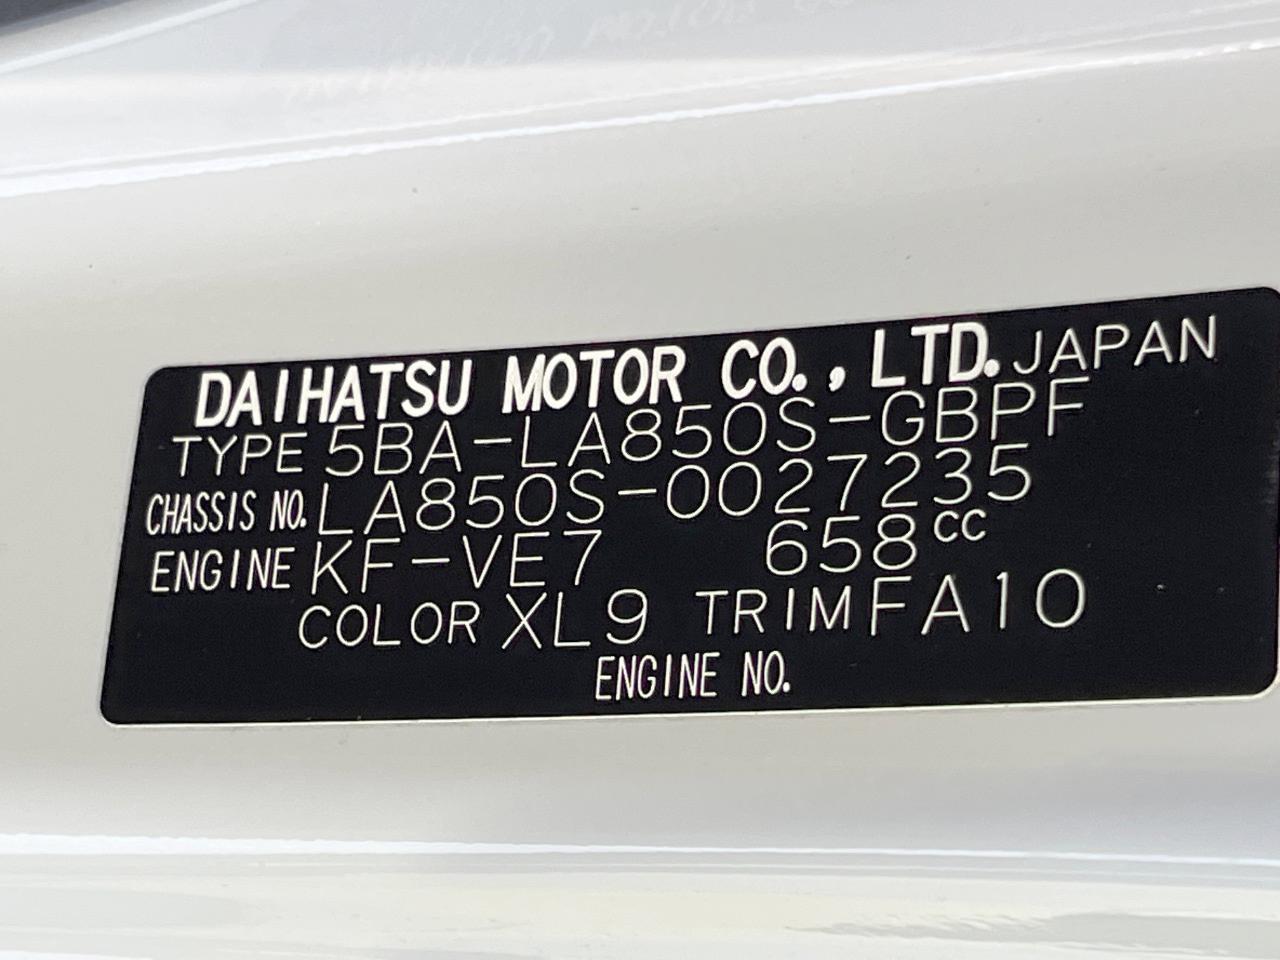 DAIHATSU MOTOR CO., LTD. JAPAN
TYPE 5BA-LA850S-GBPF
CHASSIS NO. LA850S-0027235
ENGINE KF-VE7 658cc
COLOR XL9 TRIM FA10
ENGINE NO.